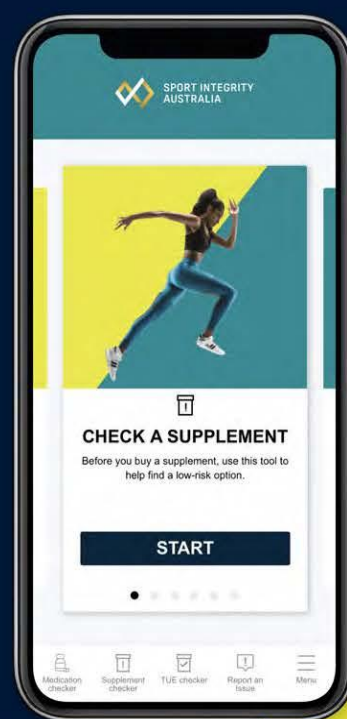 SPORT INTEGRITY
AUSTRALIA
CHECK A SUPPLEMENT
Before you buy a supplement, use this tool to
help find a low-risk option.
START
Medication
checker
Supplement
checker
TUE checker
Report an
Issue
Menu